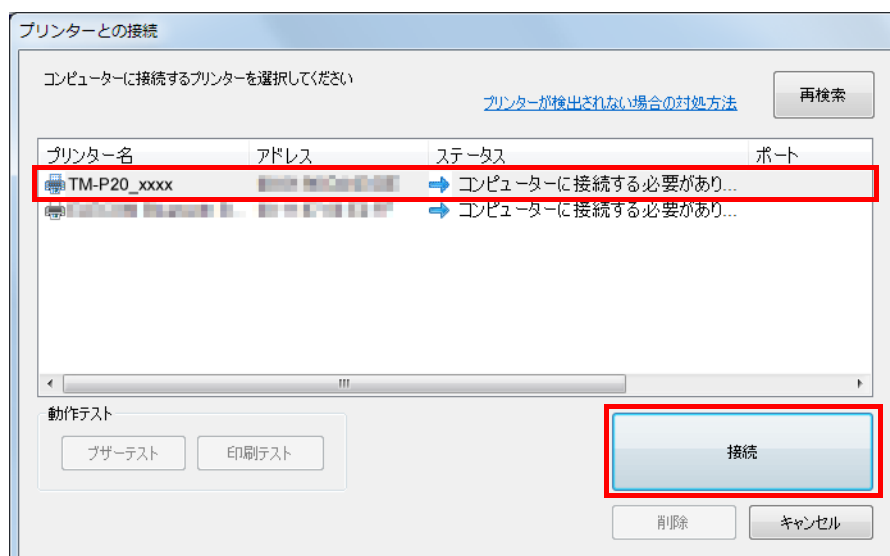 プリンターとの接続
コンピューターに接続するプリンターを選択してください
プリンターが検出されない場合の対処方法
再検索
プリンター名 アドレス ステータス ポート
TM-P20_xxxx コンピューターに接続する必要があり...
コンピューターに接続する必要があり...
動作テスト
ブザーテスト 印刷テスト
接続
削除 キャンセル